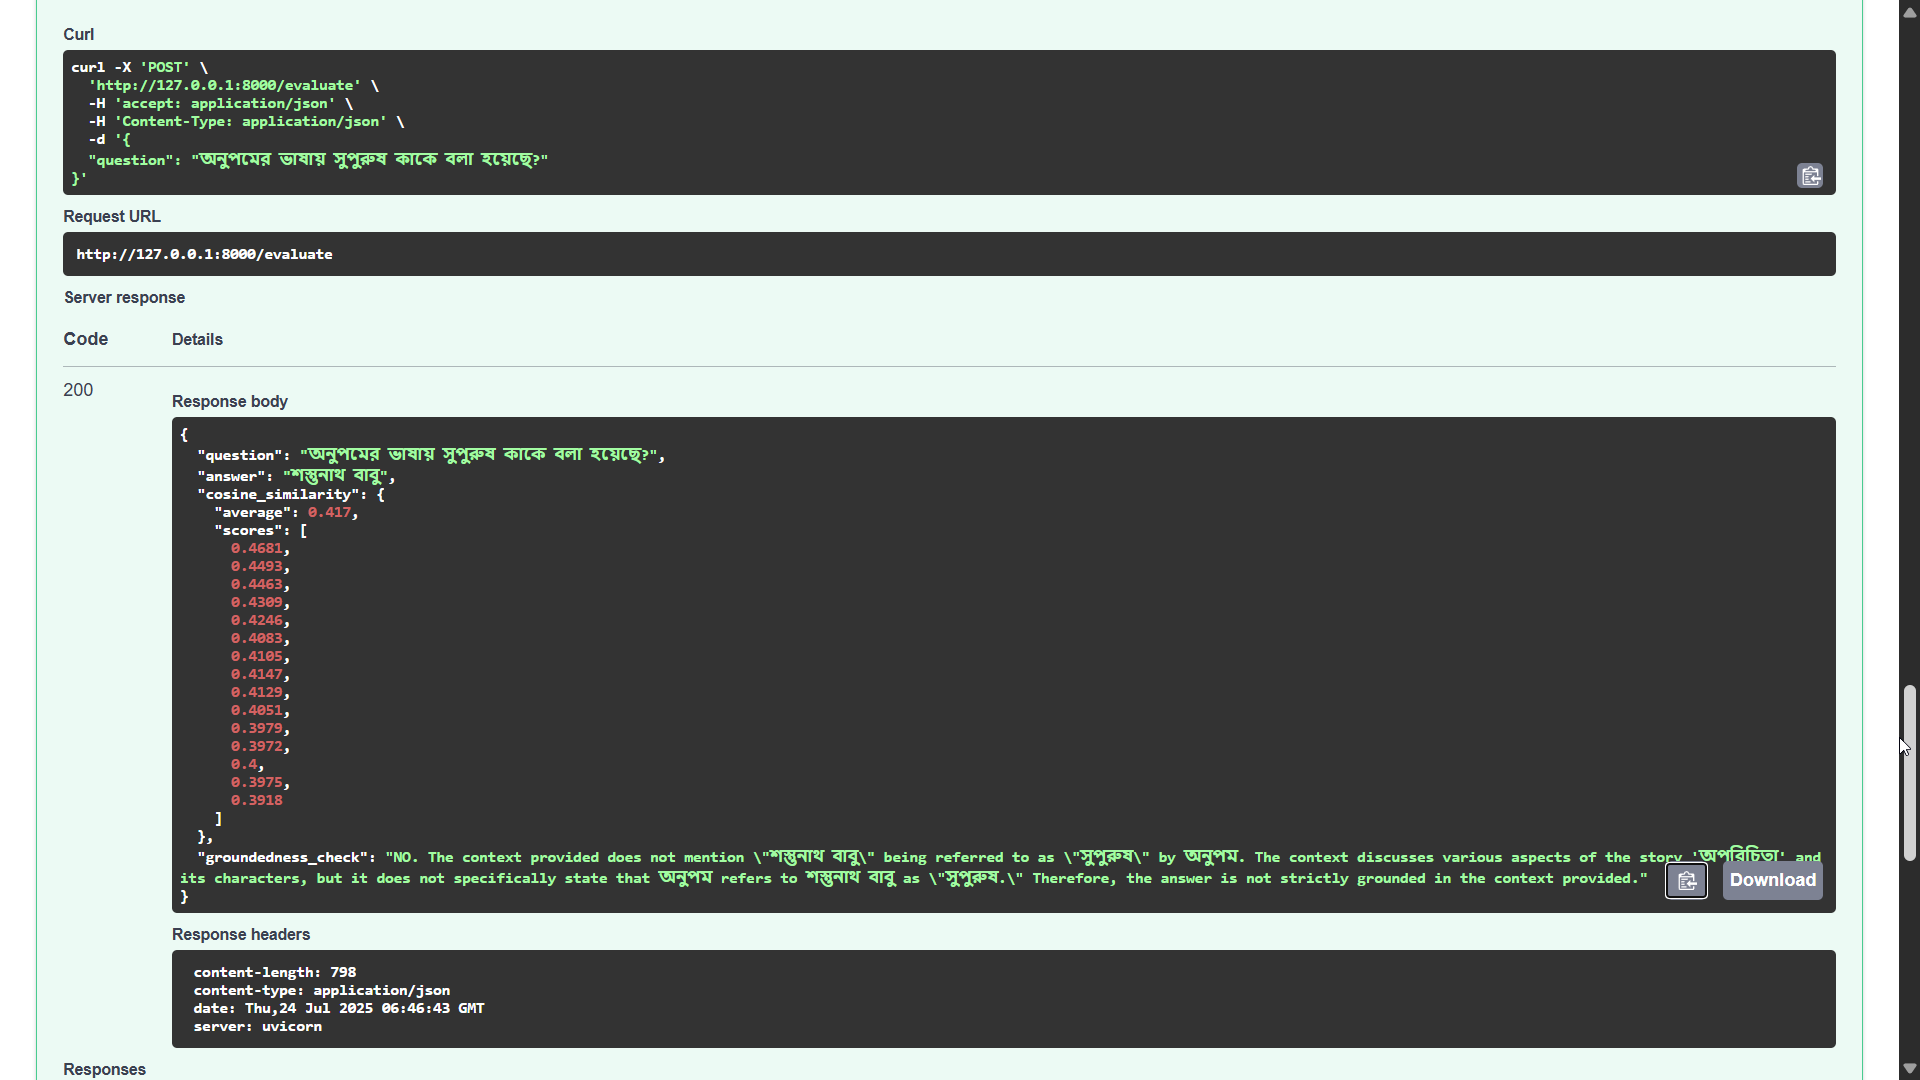 Curl
curl -X 'POST' \
'http://127.0.0.1:8000/evaluate' \
-H 'accept: application/json' \
-H 'Content-Type: application/json' \
-d '{
"question": "অনুপমের ভাষায় সুপুরুষ কাকে বলা হয়েছে?"
}'
Request URL
http://127.0.0.1:8000/evaluate
Server response
Code Details
200
Response body
{
"question": "অনুপমের ভাষায় সুপুরুষ কাকে বলা হয়েছে?",
"answer": "শম্ভুনাথ বাবু",
"cosine_similarity": {
"average": 0.417,
"scores": [
0.4681,
0.4493,
0.4463,
0.4309,
0.4246,
0.4083,
0.4105,
0.4147,
0.4129,
0.4051,
0.3979,
0.3972,
0.4,
0.3975,
0.3918
]
},
"groundedness_check": "NO. The context provided does not mention \"শম্ভুনাথ বাবু\" being referred to as \"সুপুরুষ\" by অনুপম. The context discusses various aspects of the story 'অপরিচিতা' and
its characters, but it does not specifically state that অনুপম refers to শম্ভুনাথ বাবু as \"সুপুরুষ.\" Therefore, the answer is not strictly grounded in the context provided."
Download
}
Response headers
content-length: 798
content-type: application/json
date: Thu,24 Jul 2025 06:46:43 GMT
server: uvicorn
Responses